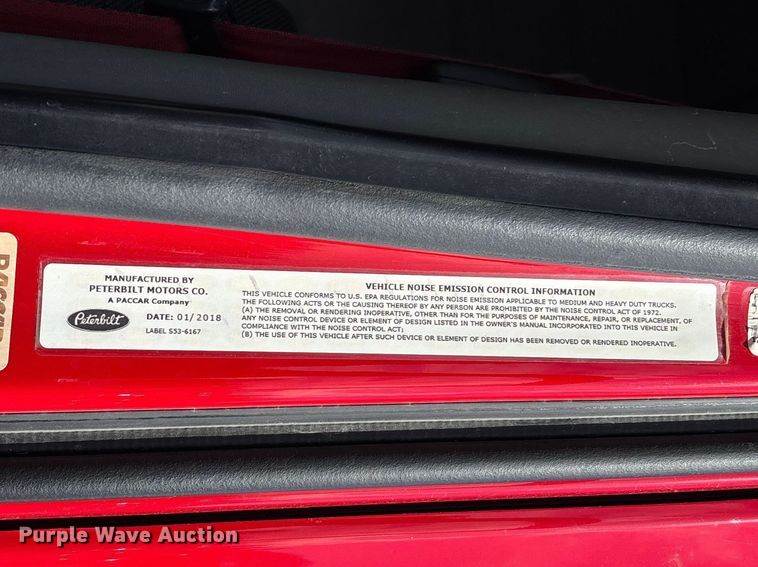 MANUFACTURED BY
PETERBILT MOTORS CO.
A PACCAR Company
Peterbilt
DATE: 01/2018
LABEL S53-6167
VEHICLE NOISE EMISSION CONTROL INFORMATION
THIS VEHICLE CONFORMS TO U.S. EPA REGULATIONS FOR NOISE EMISSION APPLICABLE TO MEDIUM AND HEAVY DUTY TRUCKS.
THE FOLLOWING ACTS OR THE CAUSING THEREOF BY ANY PERSON ARE PROHIBITED BY THE NOISE CONTROL ACT OF 1972.
(A) THE REMOVAL OR RENDERING INOPERATIVE, OTHER THAN FOR THE PURPOSES OF MAINTENANCE, REPAIR, OR REPLACEMENT, OF
ANY NOISE CONTROL DEVICE OR ELEMENT OF DESIGN LISTED IN THE OWNER'S MANUAL INCORPORATED INTO THIS VEHICLE IN
COMPLIANCE WITH THE NOISE CONTROL ACT;
(B) THE USE OF THIS VEHICLE AFTER SUCH DEVICE OR ELEMENT OF DESIGN HAS BEEN REMOVED OR RENDERED INOPERATIVE.
Purple Wave Auction